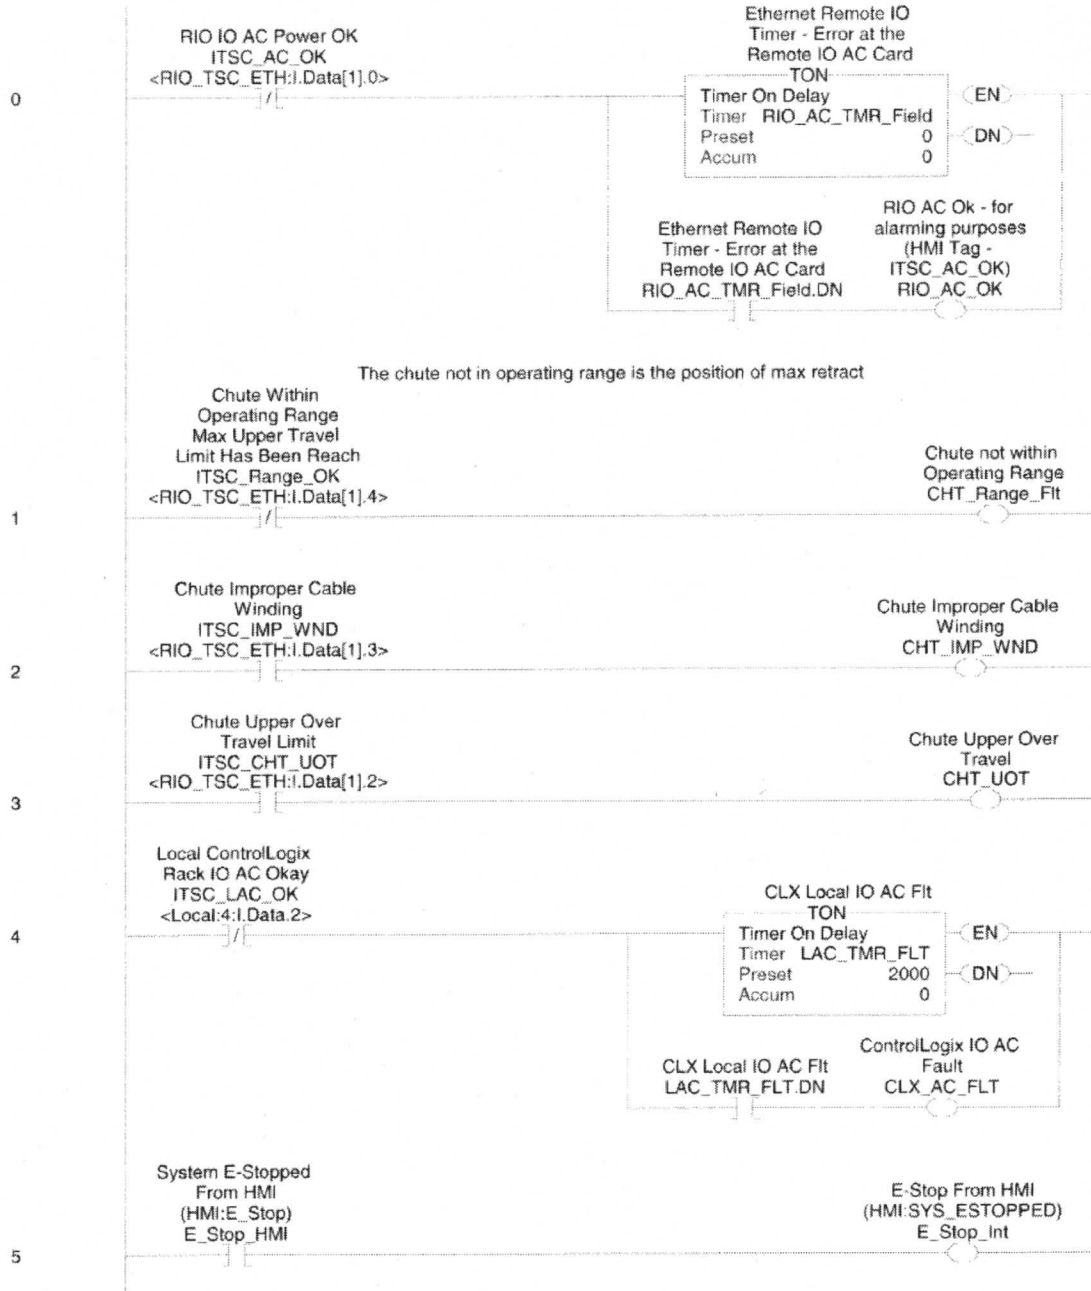 Ethernet Remote IO
Timer - Error at the
Remote IO AC Card
RIO IO AC Power OK
ITSC_AC_OK
<RIO_TSC_ETH:I.Data[1].0>
0
TON
Timer On Delay
Timer RIO_AC_TMR_Field
Preset 0
Accum 0
EN
DN
Ethernet Remote IO
Timer - Error at the
Remote IO AC Card
RIO_AC_TMR_Field.DN
RIO AC Ok - for
alarming purposes
(HMI Tag -
ITSC_AC_OK)
RIO_AC_OK
The chute not in operating range is the position of max retract
Chute Within
Operating Range
Max Upper Travel
Limit Has Been Reach
ITSC_Range_OK
<RIO_TSC_ETH:I.Data[1].4>
Chute not within
Operating Range
CHT_Range_Flt
1
Chute Improper Cable
Winding
ITSC_IMP_WND
<RIO_TSC_ETH:I.Data[1].3>
Chute Improper Cable
Winding
CHT_IMP_WND
2
Chute Upper Over
Travel Limit
ITSC_CHT_UOT
<RIO_TSC_ETH:I.Data[1].2>
Chute Upper Over
Travel
CHT_UOT
3
Local ControlLogix
Rack IO AC Okay
ITSC_LAC_OK
<Local:4:I.Data.2>
4
CLX Local IO AC Flt
TON
Timer On Delay
Timer LAC_TMR_FLT
Preset 2000
Accum 0
EN
DN
CLX Local IO AC Flt
LAC_TMR_FLT.DN
ControlLogix IO AC
Fault
CLX_AC_FLT
System E-Stopped
From HMI
(HMI:E_Stop)
E_Stop_HMI
E-Stop From HMI
(HMI:SYS_ESTOPPED)
E_Stop_Int
5